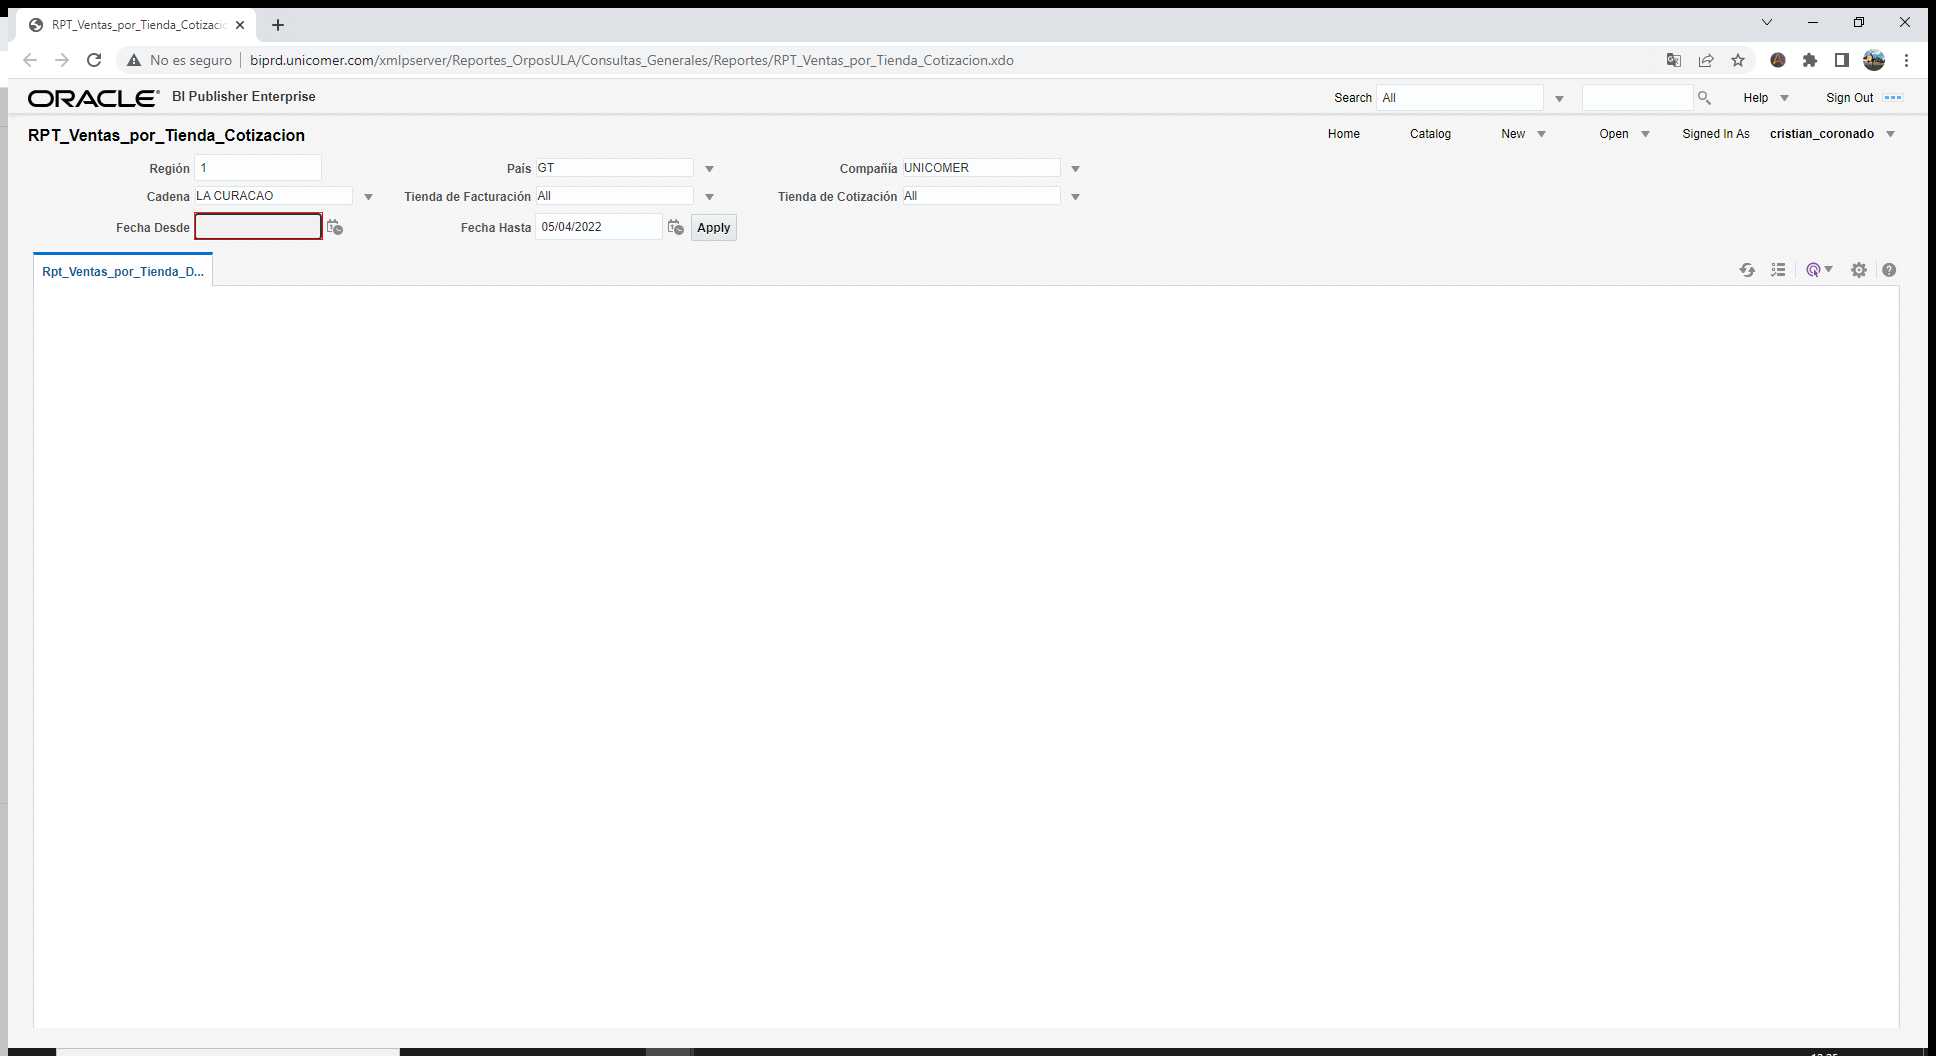 RPT_Ventas_por_Tienda_Cotizaci
No es seguro | biprd.unicomer.com/xmlpserver/Reportes_OrposULA/Consultas_Generales/Reportes/RPT_Ventas_por_Tienda_Cotizacion.xdo
ORACLE BI Publisher Enterprise Search All Help Sign Out
RPT_Ventas_por_Tienda_Cotizacion Home Catalog New Open Signed In As cristian_coronado
Región 1 País GT Compañía UNICOMER
Cadena LA CURACAO Tienda de Facturación All Tienda de Cotización All
Fecha Desde Fecha Hasta 05/04/2022 Apply
Rpt_Ventas_por_Tienda_D...